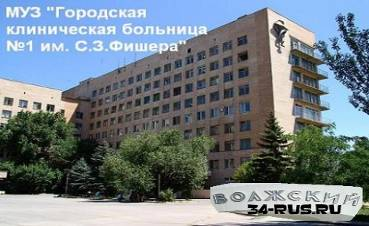 МУЗ "Городская
клиническая больница
№1 им. С.З.Фишера"
ВОЛЖСКИЙ
34-RUS.RU